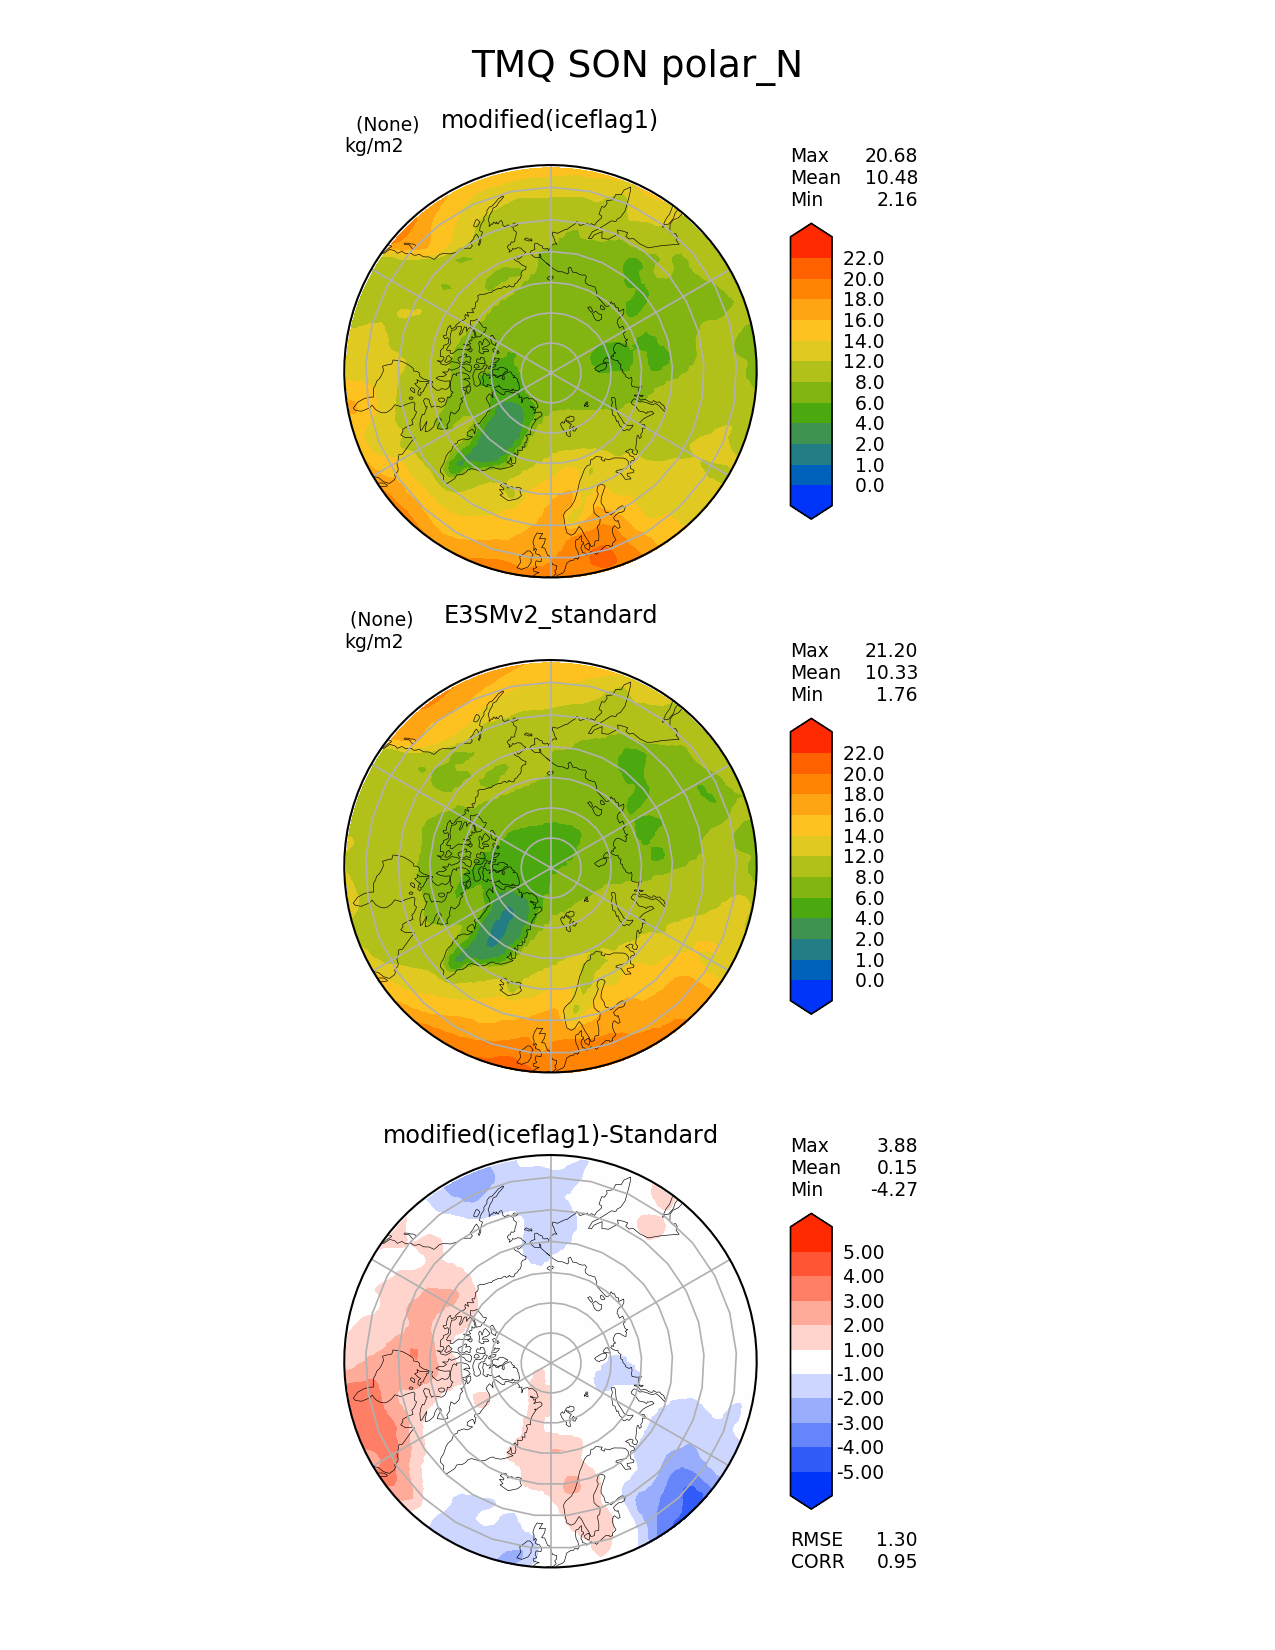 TMQ SON polar_N
(None)
modified(iceflag1)
kg/m2
Max 20.68
Mean 10.48
Min 2.16
22.0
20.0
18.0
16.0
14.0
12.0
8.0
6.0
4.0
2.0
1.0
0.0
(None)
E3SMv2_standard
kg/m2
Max 21.20
Mean 10.33
Min 1.76
22.0
20.0
18.0
16.0
14.0
12.0
8.0
6.0
4.0
2.0
1.0
0.0
modified(iceflag1)-Standard
Max 3.88
Mean 0.15
Min -4.27
5.00
4.00
3.00
2.00
1.00
-1.00
-2.00
-3.00
-4.00
-5.00
RMSE 1.30
CORR 0.95